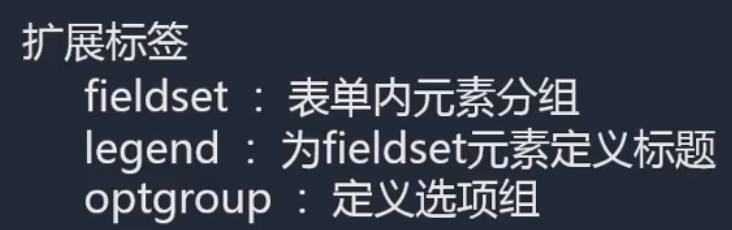 扩展标签
fieldset : 表单内元素分组
legend : 为fieldset元素定义标题
optgroup : 定义选项组